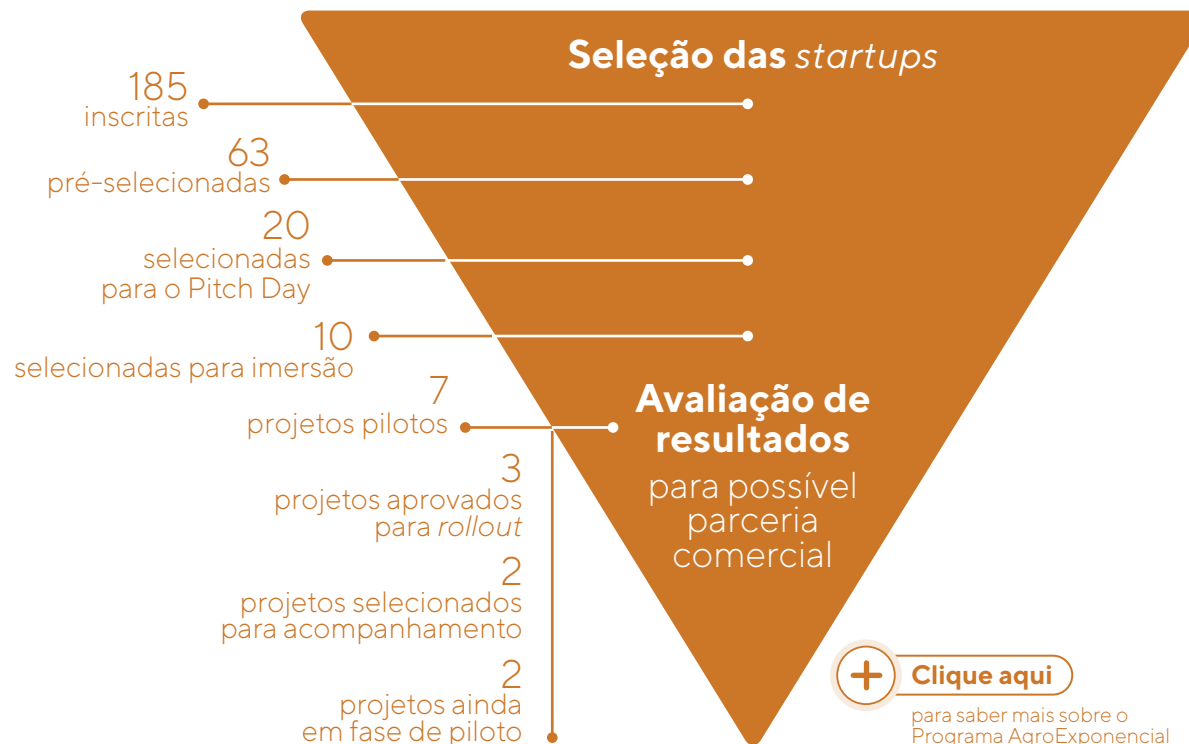 Seleção das startups
185
inscritas
63
pré-selecionadas
20
selecionadas
para o Pitch Day
10
selecionadas para imersão
7
projetos pilotos
Avaliação de
resultados
para possível
parceria
comercial
3
projetos aprovados
para rollout
2
projetos selecionados
para acompanhamento
2
projetos ainda
em fase de piloto
+
Clique aqui
para saber mais sobre o
Programa AgroExponencial